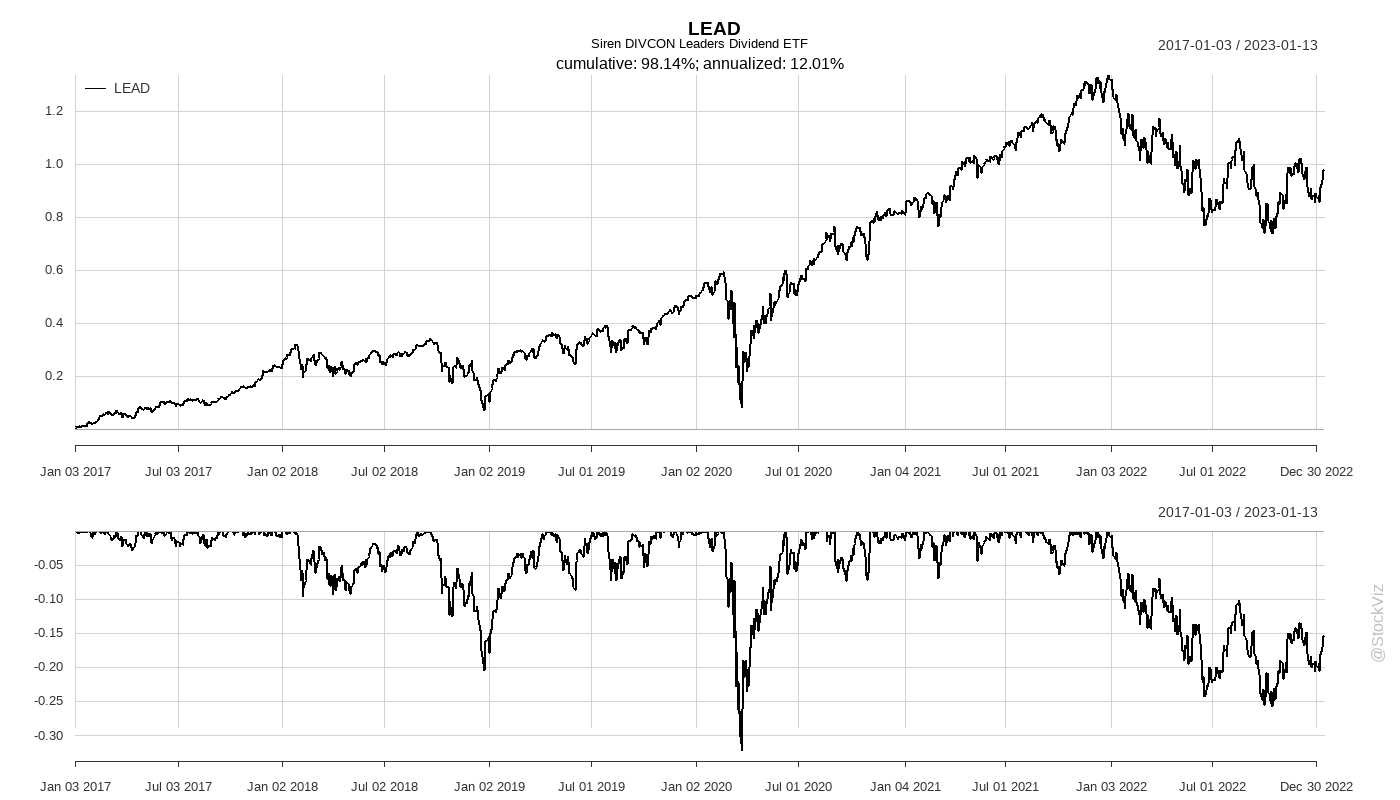 LEAD
Siren DIVCON Leaders Dividend ETF
cumulative: 98.14%; annualized: 12.01%
2017-01-03 / 2023-01-13
LEAD
1.2
1.0
0.8
0.6
0.4
0.2
Jan 03 2017 Jul 03 2017 Jan 02 2018 Jul 02 2018 Jan 02 2019 Jul 01 2019 Jan 02 2020 Jul 01 2020 Jan 04 2021 Jul 01 2021 Jan 03 2022 Jul 01 2022 Dec 30 2022
2017-01-03 / 2023-01-13
-0.05
-0.10
-0.15
-0.20
-0.25
-0.30
Jan 03 2017 Jul 03 2017 Jan 02 2018 Jul 02 2018 Jan 02 2019 Jul 01 2019 Jan 02 2020 Jul 01 2020 Jan 04 2021 Jul 01 2021 Jan 03 2022 Jul 01 2022 Dec 30 2022
@StockViz